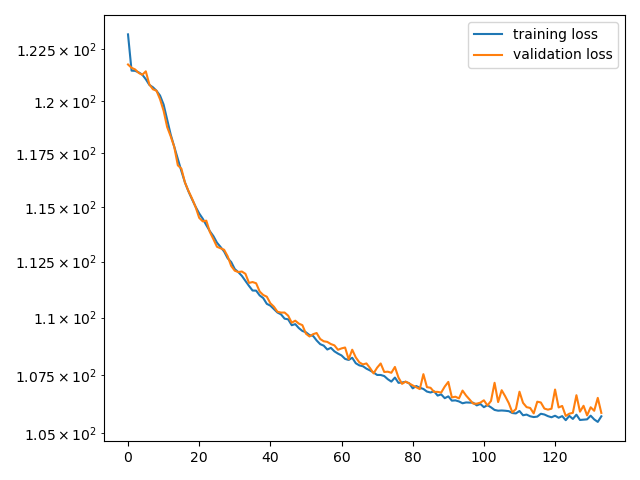 training loss
validation loss
1.225 × 10²
1.2 × 10²
1.175 × 10²
1.15 × 10²
1.125 × 10²
1.1 × 10²
1.075 × 10²
1.05 × 10²
0 20 40 60 80 100 120